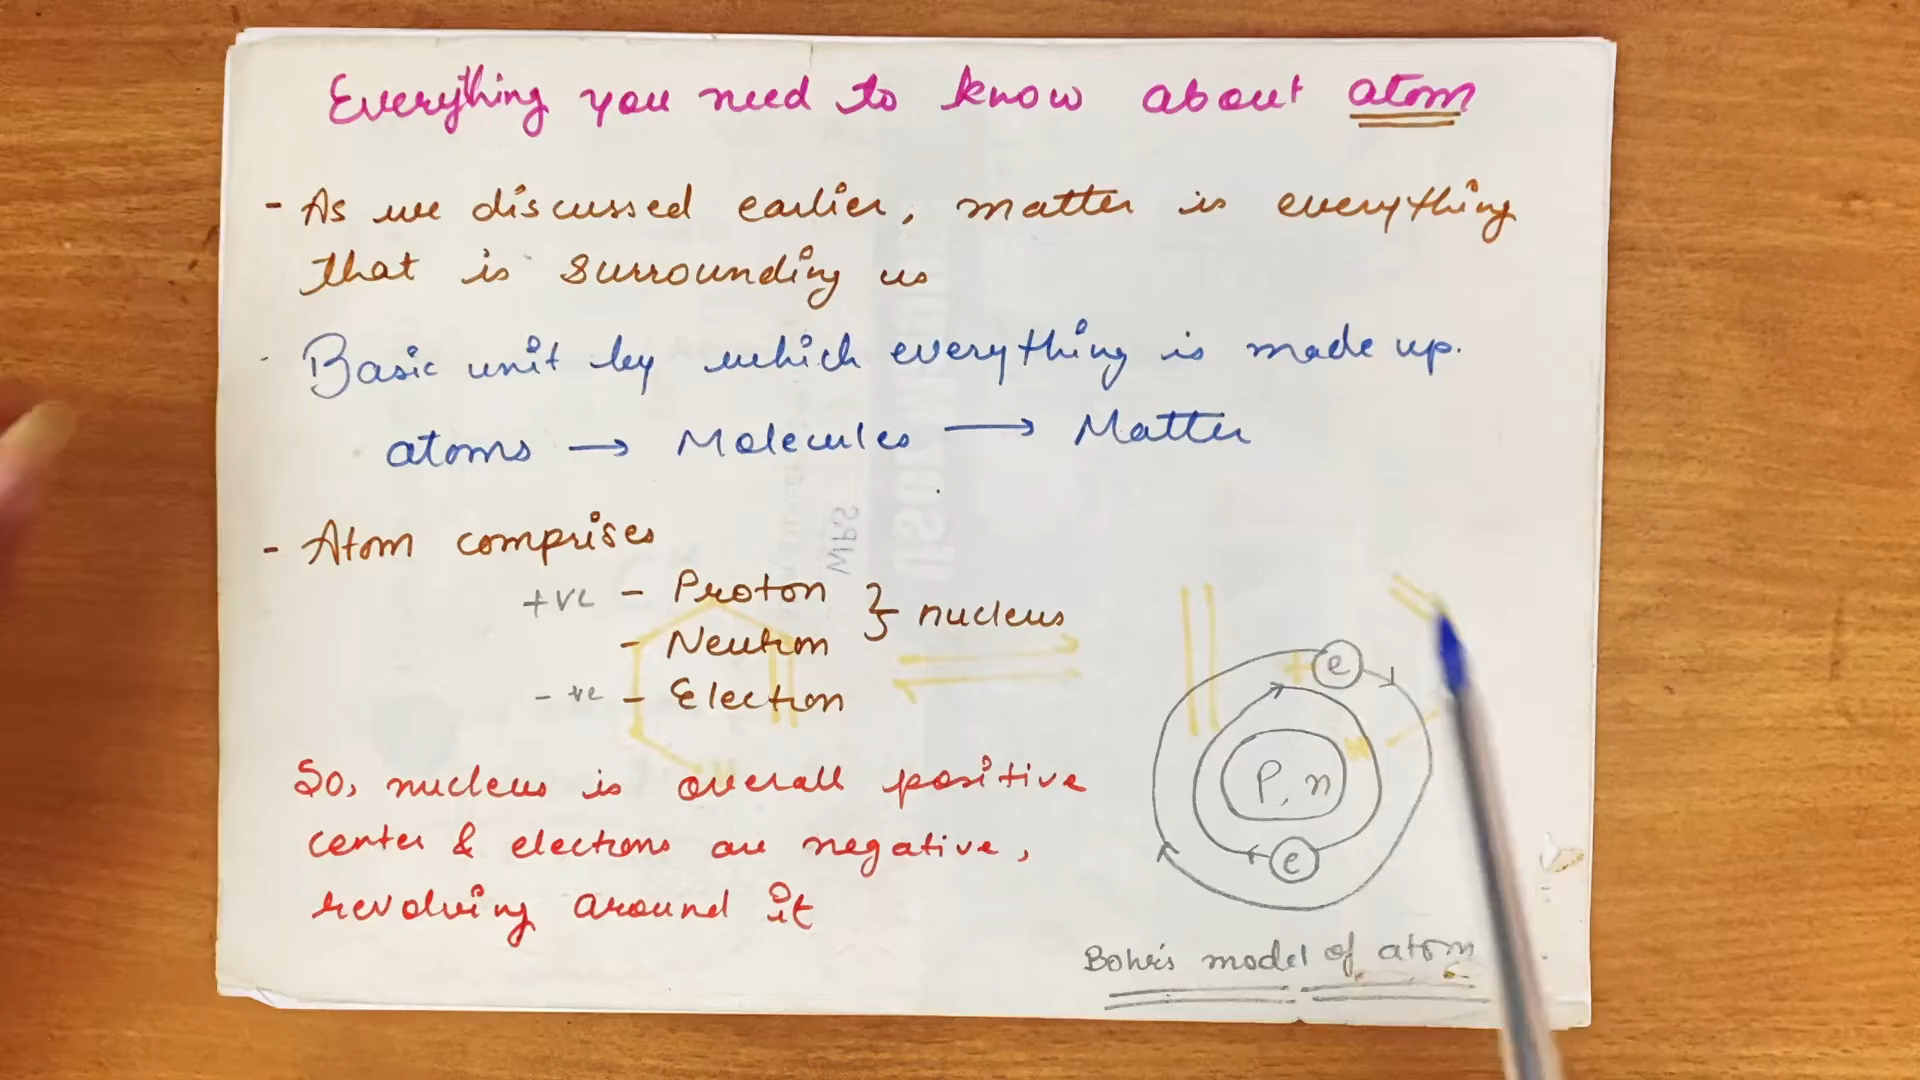 Everything you need to know about atom
- As we discussed earlier, matter is everything
that is surrounding us
- Basic unit by which everything is made up.
atoms → Molecules → Matter
- Atom comprises
+ve - Proton } nucleus
- Neutron
-ve - Electron
So, nucleus is overall positive
center & electrons are negative,
revolving around it
e
P, n
e
Bohr's model of atom
WPS